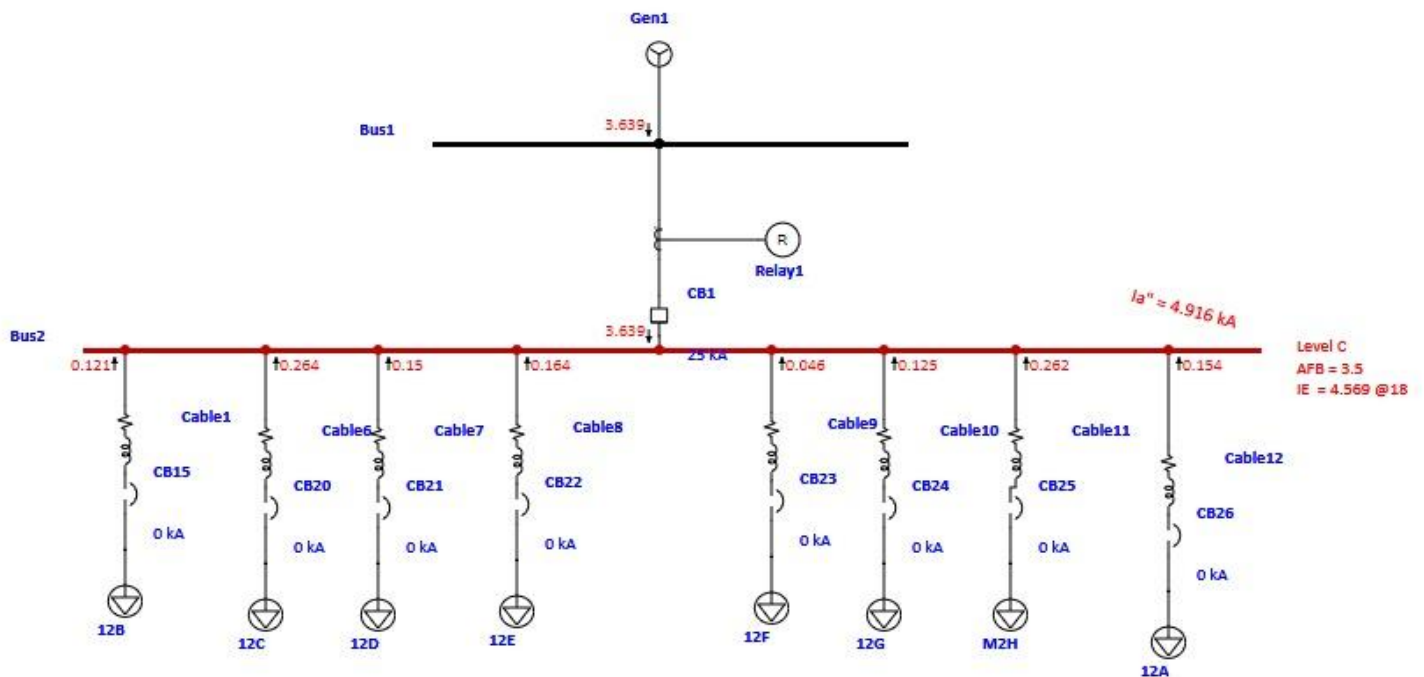 Gen1
3.639
Bus1
R
Relay1
CB1
Ia" = 4.916 kA
Bus2
3.639
25 kA
Level C
AFB = 3.5
IE = 4.569 @18
0.121
0.264
0.15
0.164
0.046
0.125
0.262
0.154
Cable1
Cable6
Cable7
Cable8
Cable9
Cable10
Cable11
Cable12
CB15
CB20
CB21
CB22
CB23
CB24
CB25
CB26
0 kA
0 kA
0 kA
0 kA
0 kA
0 kA
0 kA
0 kA
12B
12C
12D
12E
12F
12G
M2H
12A